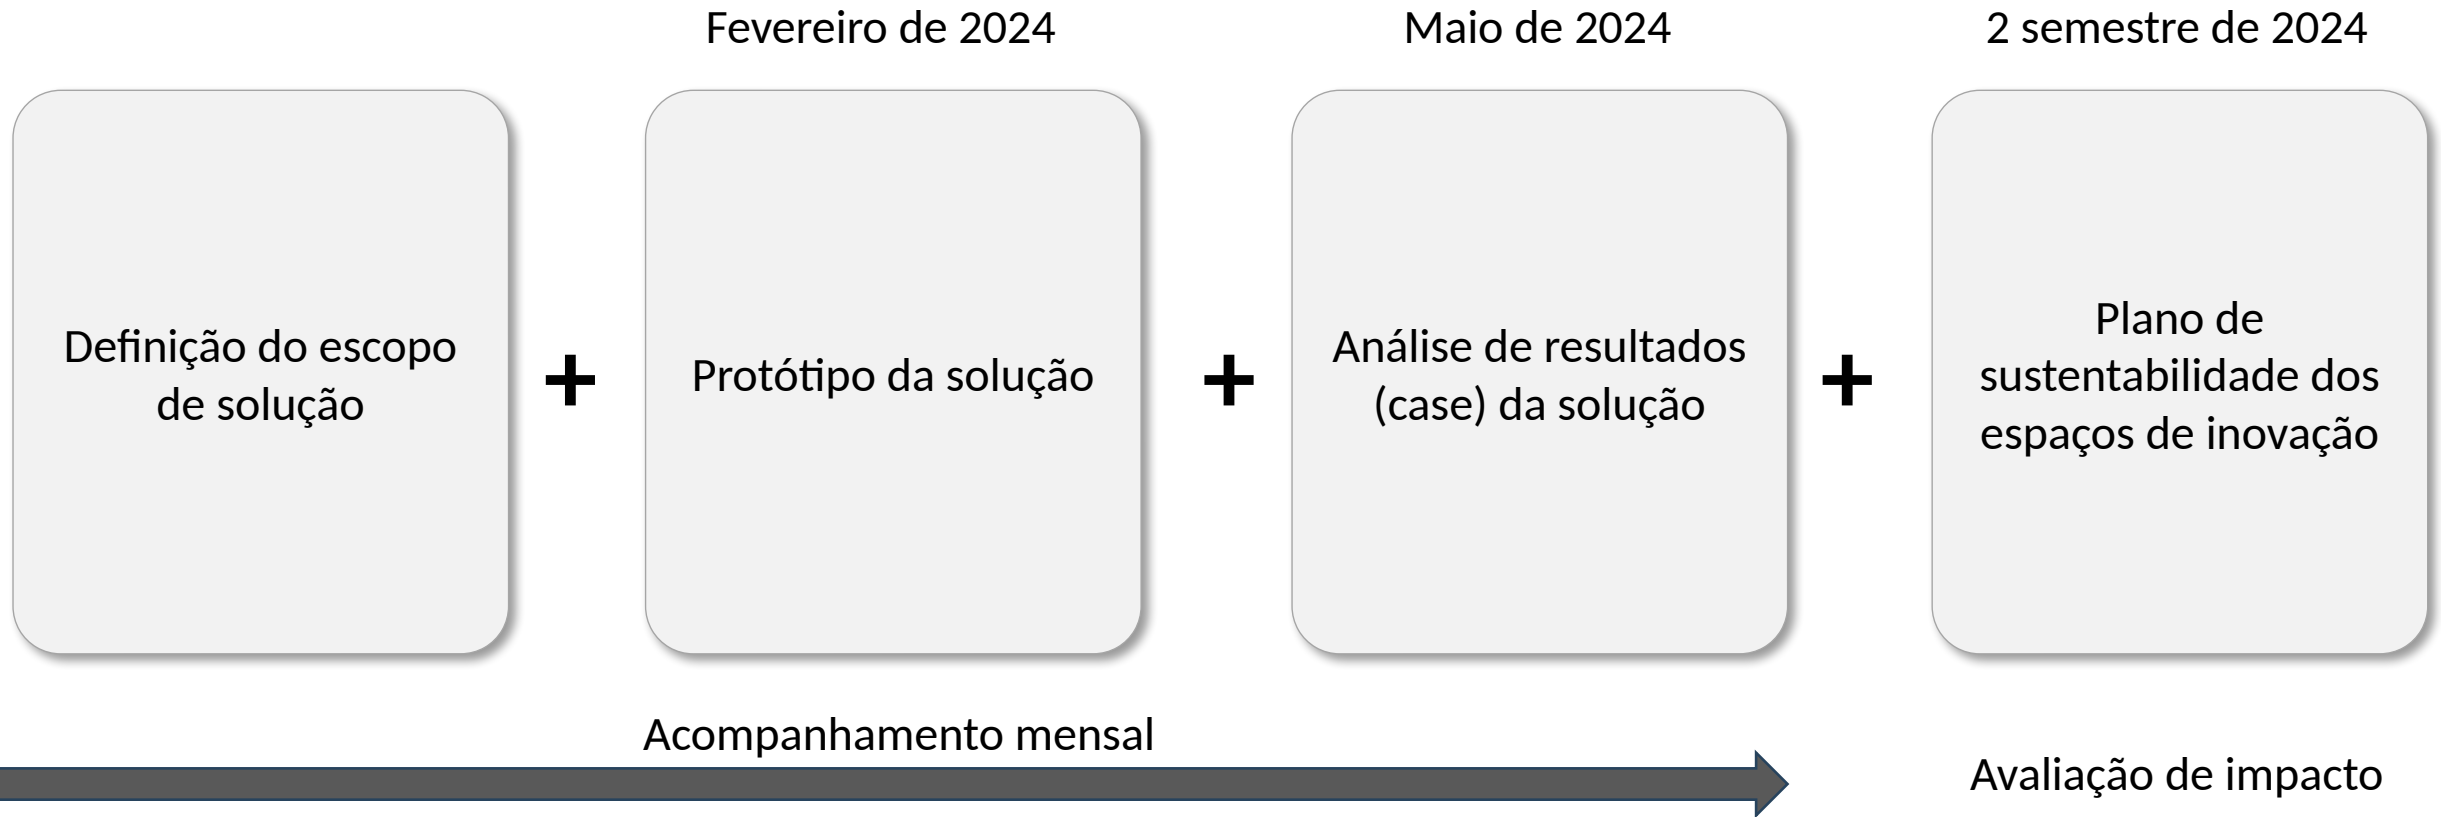 Fevereiro de 2024
Maio de 2024
2 semestre de 2024
Definição do escopo
de solução
+
Protótipo da solução
+
Análise de resultados
(case) da solução
+
Plano de
sustentabilidade dos
espaços de inovação
Acompanhamento mensal
Avaliação de impacto